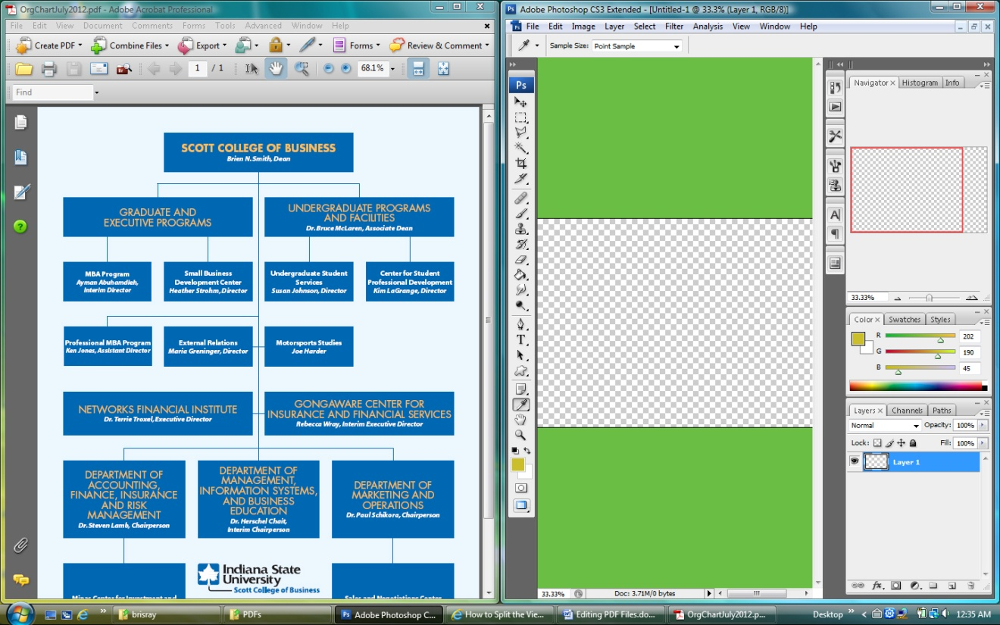 OrgChartJuly2012.pdf - Adobe Acrobat Professional
File Edit View Document Comments Forms Tools Advanced Window Help
Create PDF Combine Files Export Forms Review & Comment
1 / 1 68.1%
Find
SCOTT COLLEGE OF BUSINESS
Brien N. Smith, Dean
GRADUATE AND
EXECUTIVE PROGRAMS
UNDERGRADUATE PROGRAMS
AND FACILITIES
Dr. Bruce McLaren, Associate Dean
MBA Program
Ayman Abuhamdieh,
Interim Director
Small Business
Development Center
Heather Strohm, Director
Undergraduate Student
Services
Susan Johnson, Director
Center for Student
Professional Development
Kim LaGrange, Director
Professional MBA Program
Ken Jones, Assistant Director
External Relations
Maria Greninger, Director
Motorsports Studies
Joe Harder
NETWORKS FINANCIAL INSTITUTE
Dr. Terrie Troxel, Executive Director
GONGAWARE CENTER FOR
INSURANCE AND FINANCIAL SERVICES
Rebecca Wray, Interim Executive Director
DEPARTMENT OF
ACCOUNTING,
FINANCE, INSURANCE
AND RISK
MANAGEMENT
Dr. Steven Lamb, Chairperson
DEPARTMENT OF
MANAGEMENT,
INFORMATION SYSTEMS,
AND BUSINESS
EDUCATION
Dr. Herschel Chait,
Interim Chairperson
DEPARTMENT OF
MARKETING AND
OPERATIONS
Dr. Paul Schikora, Chairperson
Indiana State
University
Scott College of Business
Minas Center for Investment and
Sales and Negotiations Center
Adobe Photoshop CS3 Extended - [Untitled-1 @ 33.3% (Layer 1, RGB/8)]
File Edit Image Layer Select Filter Analysis View Window Help
Sample Size: Point Sample
Ps
Navigator Histogram Info
33.33%
Color Swatches Styles
R 202
G 190
B 45
Layers Channels Paths
Normal Opacity: 100%
Lock: Fill: 100%
Layer 1
33.33% Doc: 3.71M/0 bytes
brisray PDFs Adobe Photoshop C... How to Split the Vie... Editing PDF Files.do... OrgChartJuly2012.p... Desktop 12:35 AM